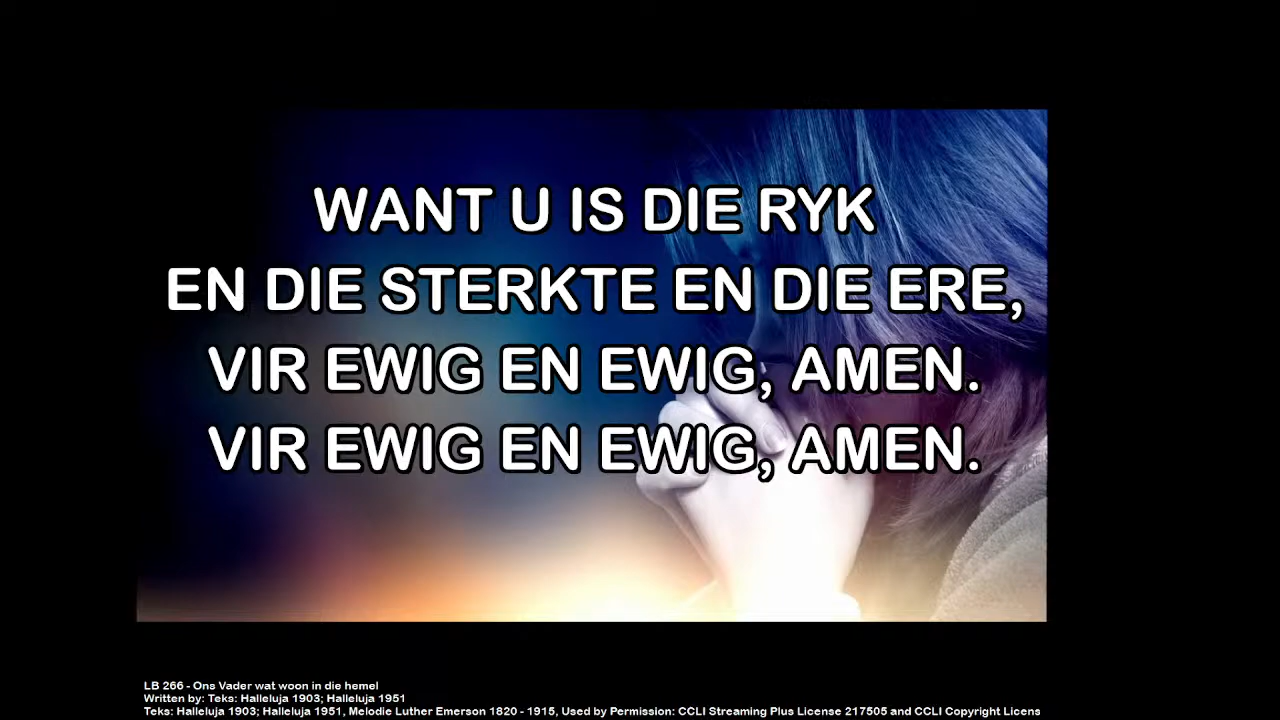 WANT U IS DIE RYK
EN DIE STERKTE EN DIE ERE,
VIR EWIG EN EWIG, AMEN.
VIR EWIG EN EWIG, AMEN.
LB 266 - Ons Vader wat woon in die hemel
Written by: Teks: Halleluja 1903; Halleluja 1951
Teks: Halleluja 1903; Halleluja 1951, Melodie Luther Emerson 1820 - 1915, Used by Permission: CCLI Streaming Plus License 217505 and CCLI Copyright Licens